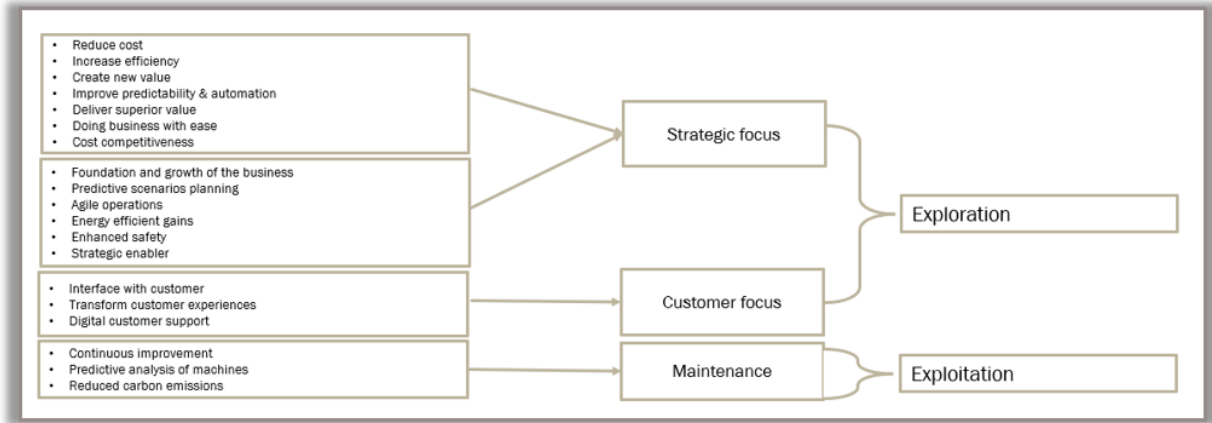 • Reduce cost
• Increase efficiency
• Create new value
• Improve predictability & automation
• Deliver superior value
• Doing business with ease
• Cost competitiveness
• Foundation and growth of the business
• Predictive scenarios planning
• Agile operations
• Energy efficient gains
• Enhanced safety
• Strategic enabler
• Interface with customer
• Transform customer experiences
• Digital customer support
• Continuous improvement
• Predictive analysis of machines
• Reduced carbon emissions
Strategic focus
Customer focus
Maintenance
Exploration
Exploitation